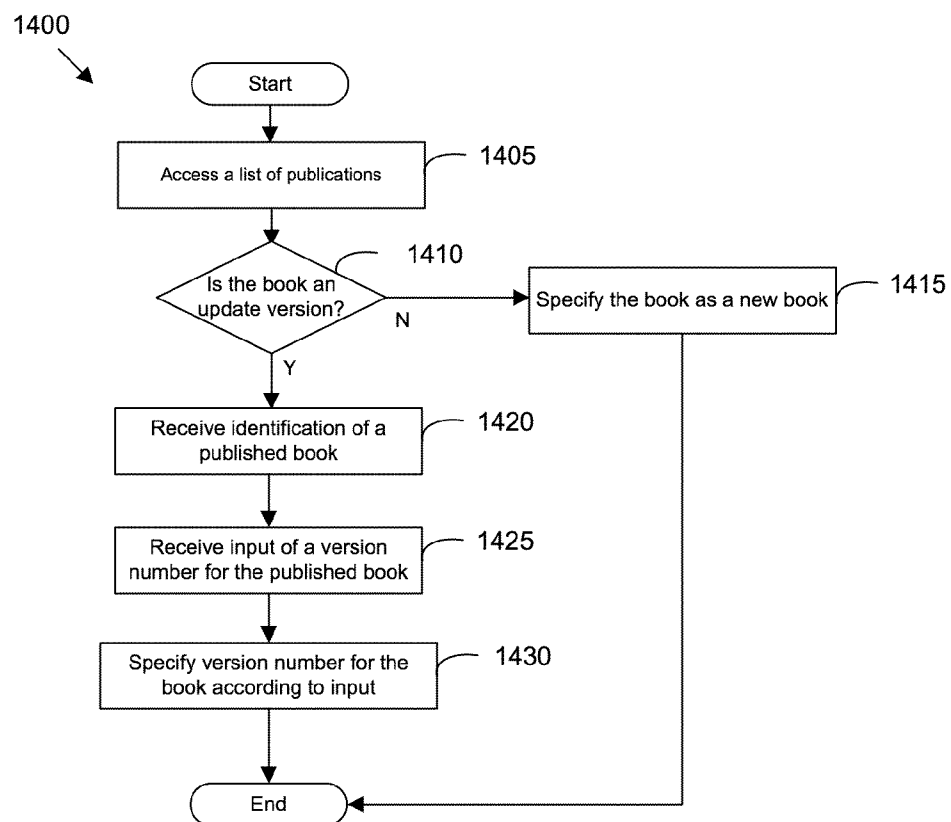 1400
Start
Access a list of publications
1405
Is the book an
update version?
1410
N
Specify the book as a new book
1415
Y
Receive identification of a
published book
1420
Receive input of a version
number for the published book
1425
Specify version number for the
book according to input
1430
End